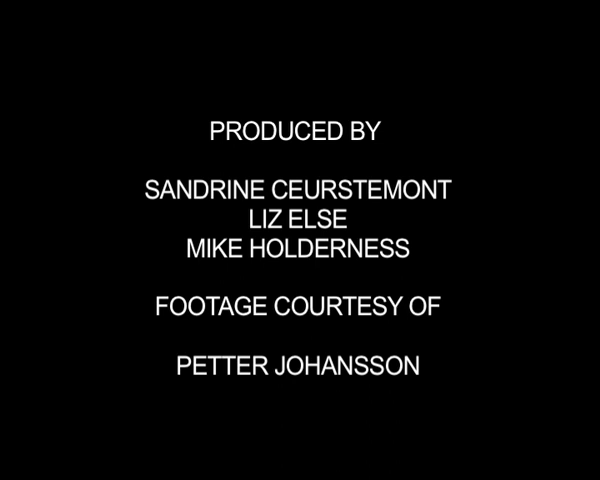 PRODUCED BY
SANDRINE CEURSTEMONT
LIZ ELSE
MIKE HOLDERNESS
FOOTAGE COURTESY OF
PETTER JOHANSSON